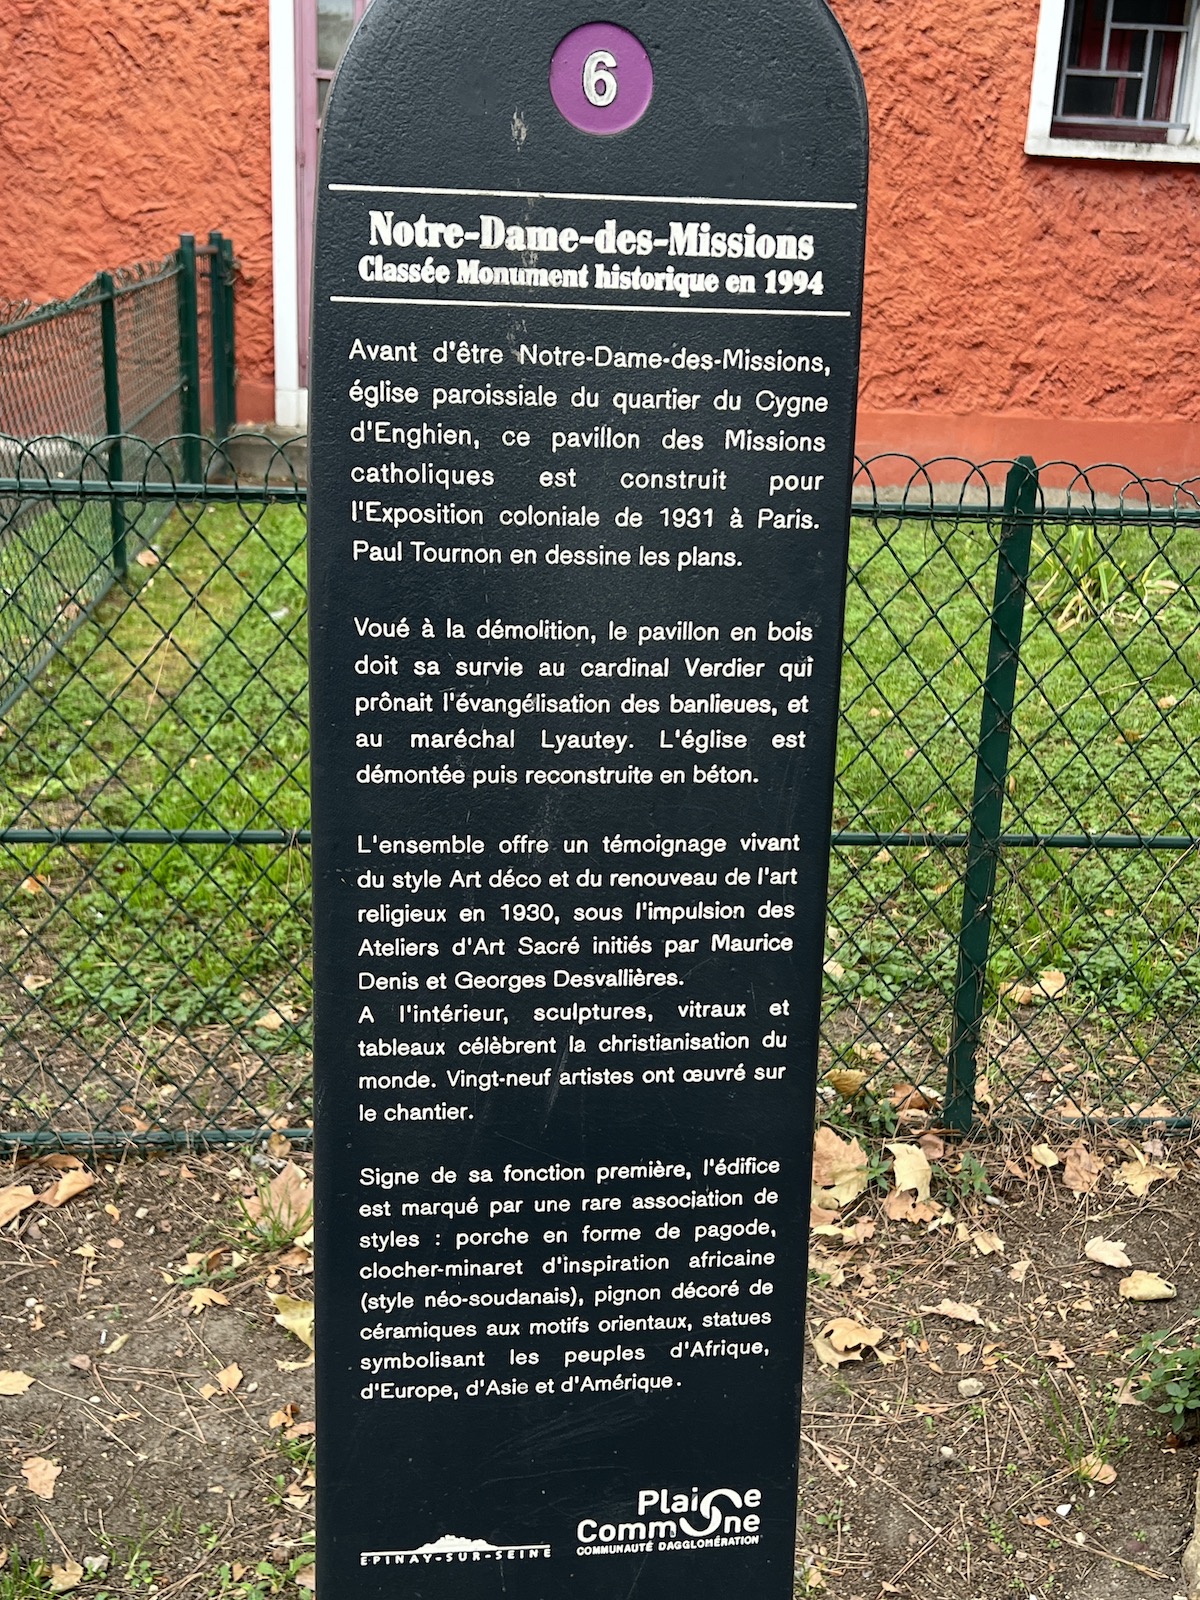 6
Notre-Dame-des-Missions
Classée Monument historique en 1994
Avant d'être Notre-Dame-des-Missions,
église paroissiale du quartier du Cygne
d'Enghien, ce pavillon des Missions
catholiques est construit pour
l'Exposition coloniale de 1931 à Paris.
Paul Tournon en dessine les plans.
Voué à la démolition, le pavillon en bois
doit sa survie au cardinal Verdier qui
prônait l'évangélisation des banlieues, et
au maréchal Lyautey. L'église est
démontée puis reconstruite en béton.
L'ensemble offre un témoignage vivant
du style Art déco et du renouveau de l'art
religieux en 1930, sous l'impulsion des
Ateliers d'Art Sacré initiés par Maurice
Denis et Georges Desvallières.
A l'intérieur, sculptures, vitraux et
tableaux célèbrent la christianisation du
monde. Vingt-neuf artistes ont œuvré sur
le chantier.
Signe de sa fonction première, l'édifice
est marqué par une rare association de
styles : porche en forme de pagode,
clocher-minaret d'inspiration africaine
(style néo-soudanais), pignon décoré de
céramiques aux motifs orientaux, statues
symbolisant les peuples d'Afrique,
d'Europe, d'Asie et d'Amérique.
EPINAY-SUR-SEINE
Plaine
Commune
COMMUNAUTÉ D'AGGLOMÉRATION